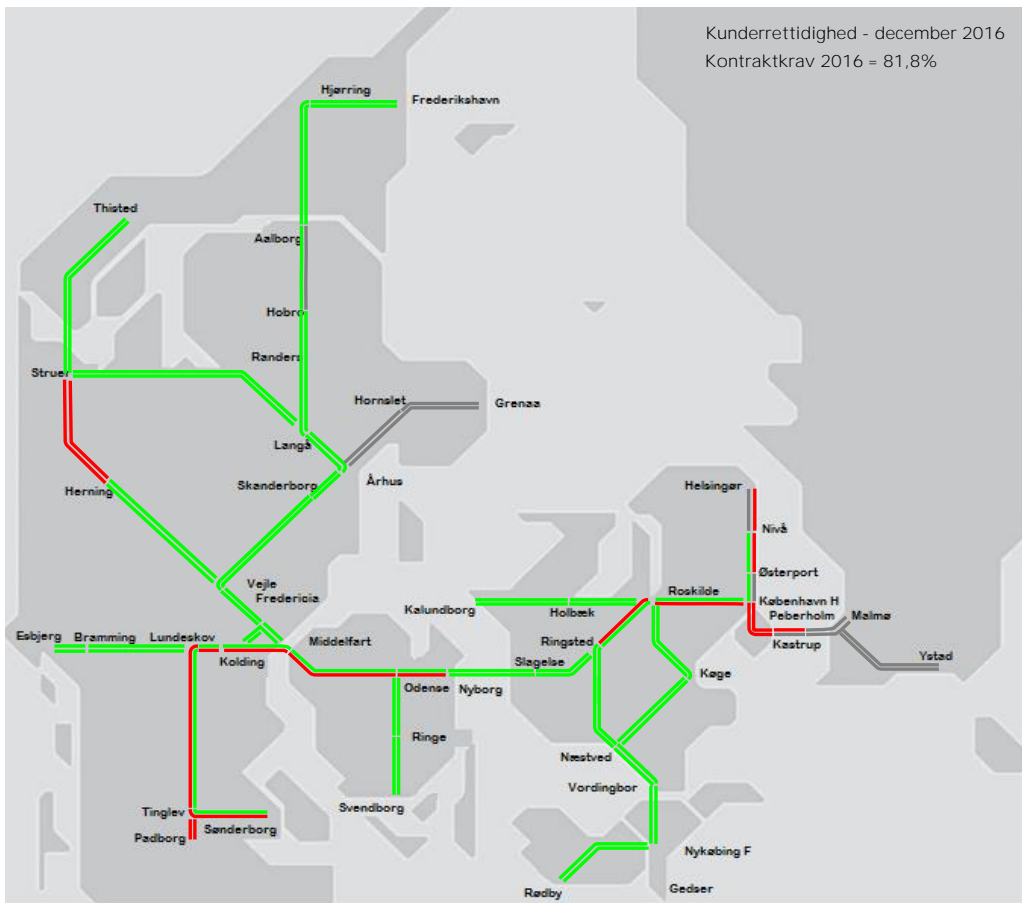 Kunderrettidighed - december 2016
Kontraktkrav 2016 = 81,8%
Hjørring
Frederikshavn
Thisted
Aalborg
Hobro
Randers
Struer
Hornslet
Grenaa
Langå
Århus
Skanderborg
Herning
Helsingør
Nivå
Østerport
Vejle
Fredericia
Roskilde
København H
Kalundborg
Holbæk
Peberholm
Malmø
Esbjerg
Bramming
Lundeskov
Middelfart
Ringsted
Kastrup
Kolding
Slagelse
Ystad
Odense
Nyborg
Køge
Ringe
Næstved
Vordingbor
Svendborg
Tinglev
Sønderborg
Padborg
Nykøbing F
Rødby
Gedser